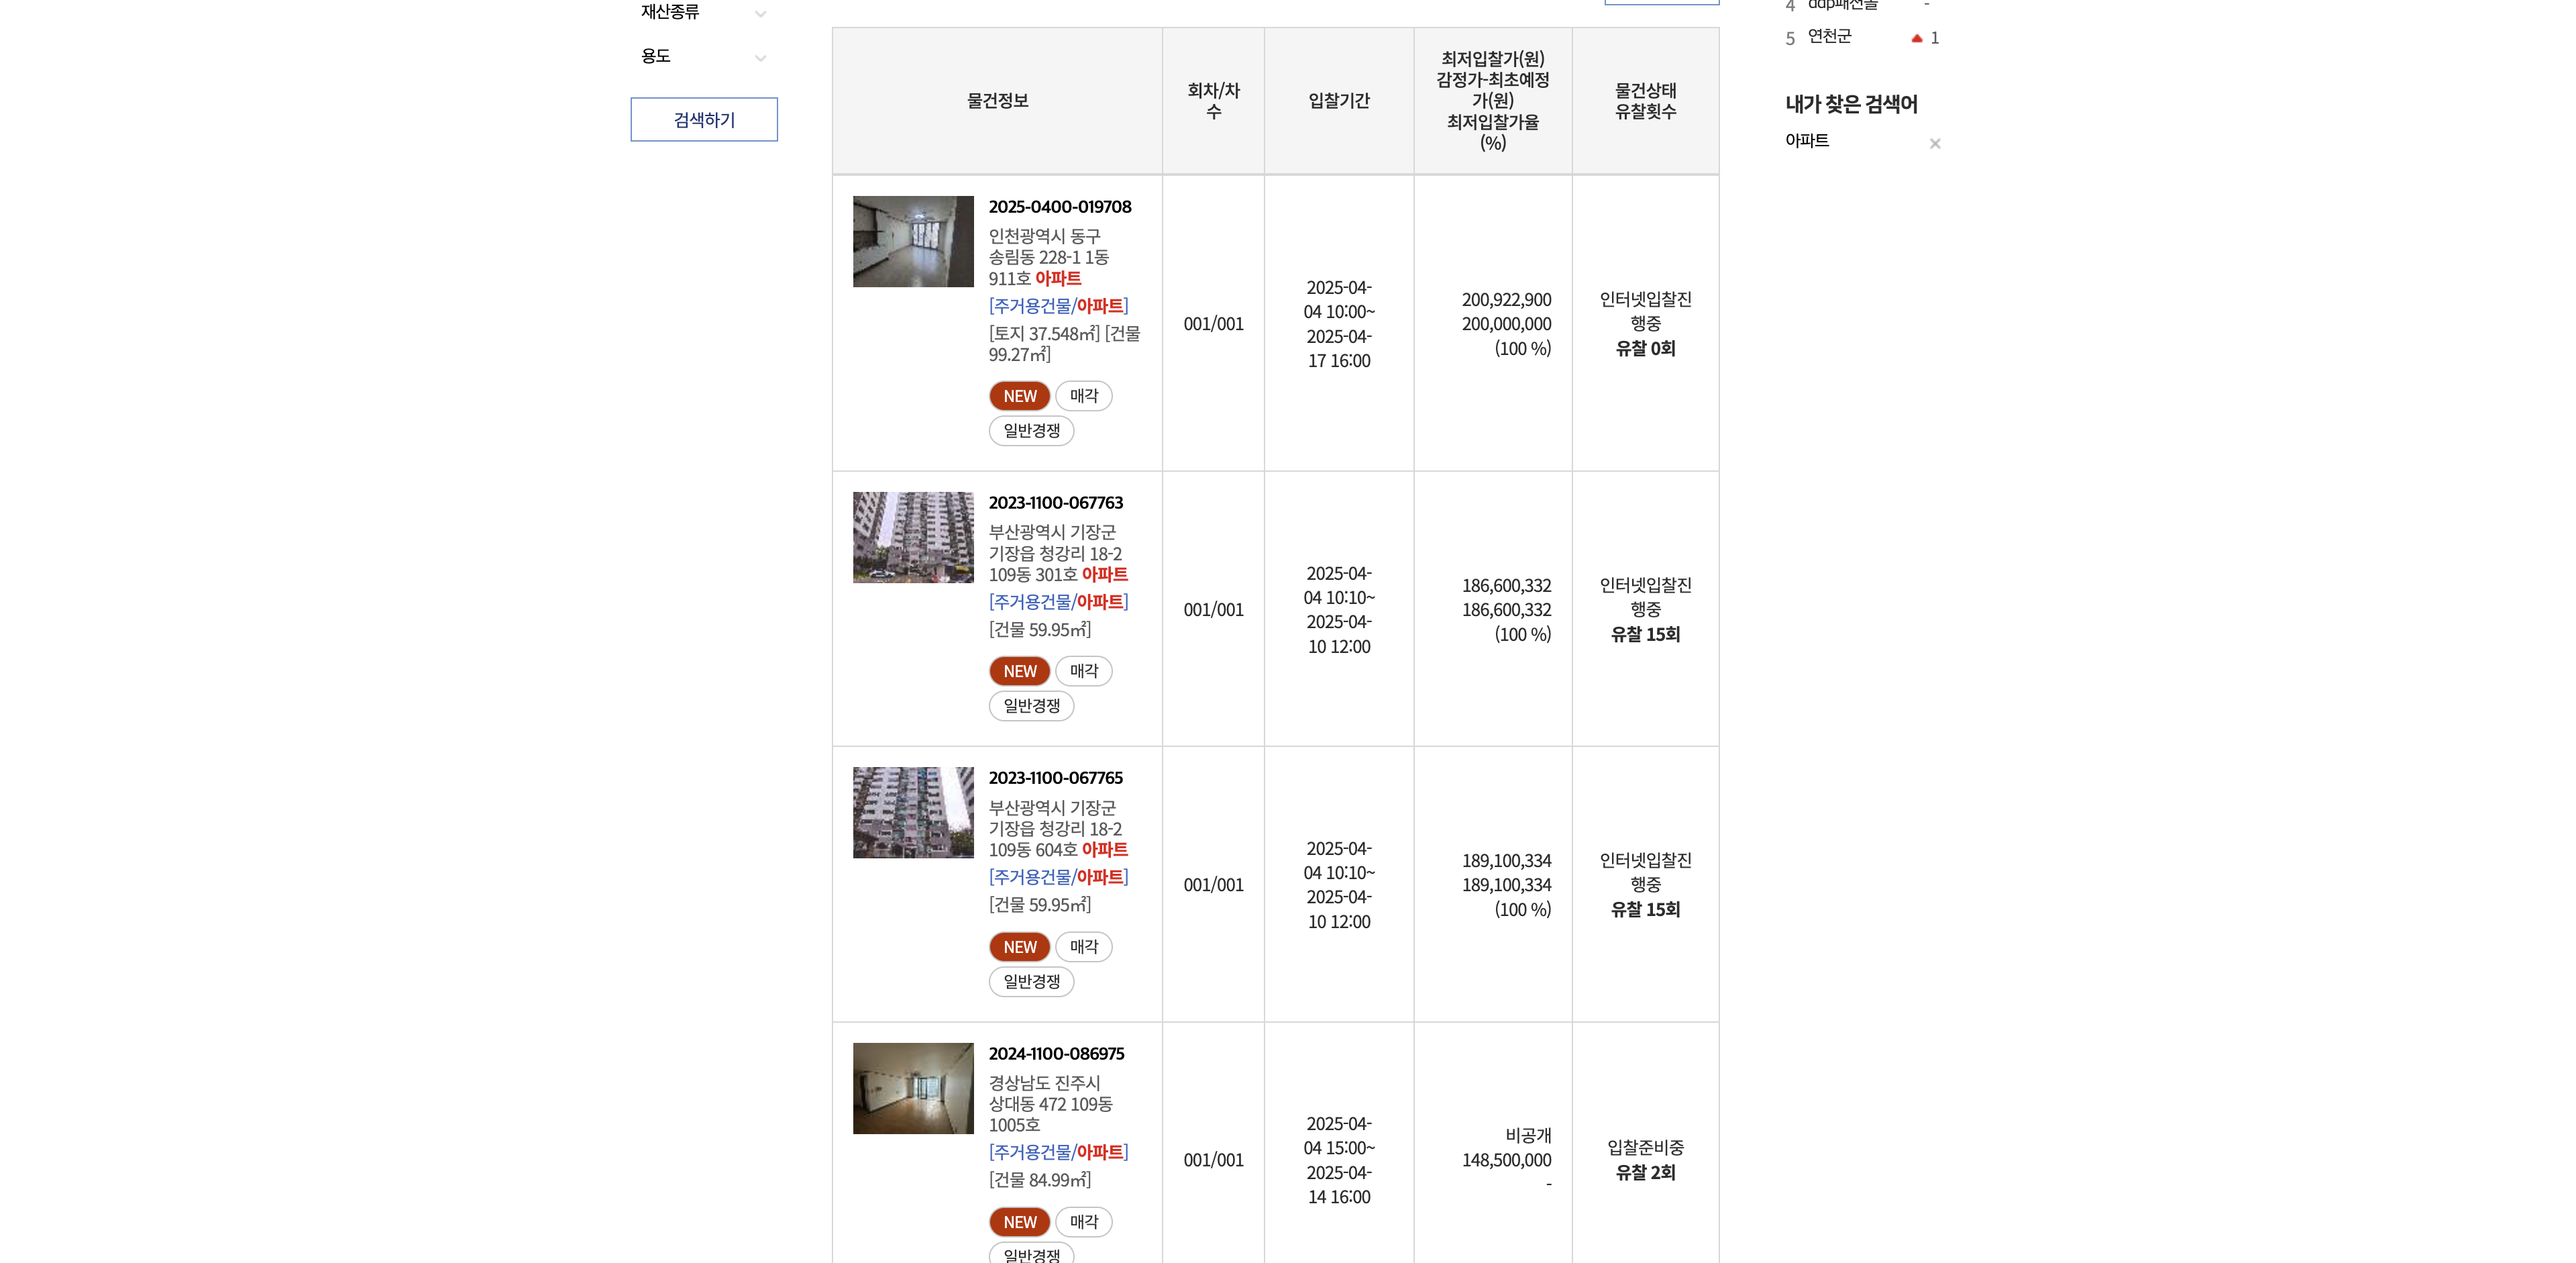 재산종류
용도
검색하기
물건정보
회차/차
수
입찰기간
최저입찰가(원)
감정가-최초예정
가(원)
최저입찰가율
(%)
물건상태
유찰횟수
2025-0400-019708
인천광역시 동구
송림동 228-1 1동
911호 아파트
[주거용건물/아파트]
[토지 37.548㎡] [건물
99.27㎡]
NEW 매각
일반경쟁
001/001
2025-04-
04 10:00~
2025-04-
17 16:00
200,922,900
200,000,000
(100 %)
인터넷입찰진
행중
유찰 0회
2023-1100-067763
부산광역시 기장군
기장읍 청강리 18-2
109동 301호 아파트
[주거용건물/아파트]
[건물 59.95㎡]
NEW 매각
일반경쟁
001/001
2025-04-
04 10:10~
2025-04-
10 12:00
186,600,332
186,600,332
(100 %)
인터넷입찰진
행중
유찰 15회
2023-1100-067765
부산광역시 기장군
기장읍 청강리 18-2
109동 604호 아파트
[주거용건물/아파트]
[건물 59.95㎡]
NEW 매각
일반경쟁
001/001
2025-04-
04 10:10~
2025-04-
10 12:00
189,100,334
189,100,334
(100 %)
인터넷입찰진
행중
유찰 15회
2024-1100-086975
경상남도 진주시
상대동 472 109동
1005호
[주거용건물/아파트]
[건물 84.99㎡]
NEW 매각
일반경쟁
001/001
2025-04-
04 15:00~
2025-04-
14 16:00
비공개
148,500,000
-
입찰준비중
유찰 2회
4 ddp패션몰 -
5 연천군 ▲ 1
내가 찾은 검색어
아파트 ×